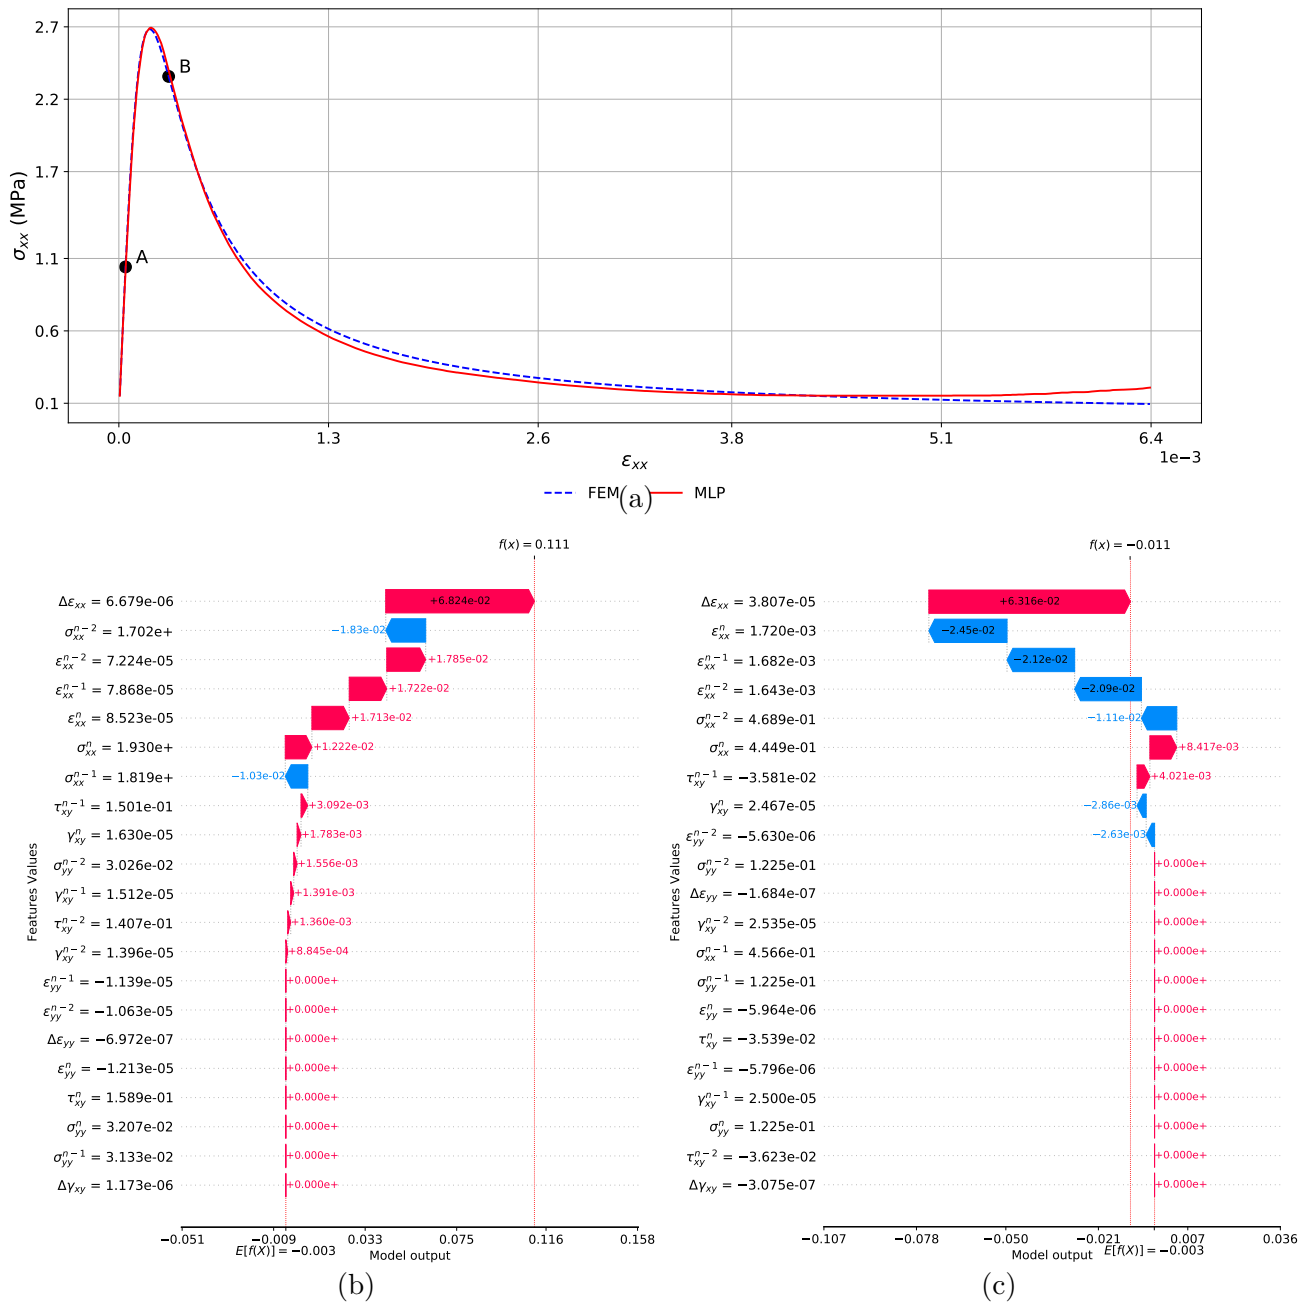 2.7
2.2
1.7
1.1
0.6
0.1
σxx (MPa)
A
B
0.0 1.3 2.6 3.8 5.1 6.4
1e−3
εxx
FEM MLP
(a)
f(x) = 0.111
Δεxx = 6.679e-06 +6.824e-02
σxx^n−2 = 1.702e+ −1.83e-02
εxx^n−2 = 7.224e-05 +1.785e-02
εxx^n−1 = 7.868e-05 +1.722e-02
εxx^n = 8.523e-05 +1.713e-02
σxx^n = 1.930e+ +1.222e-02
σxx^n−1 = 1.819e+ −1.03e-02
τxy^n−1 = 1.501e-01 +3.092e-03
γxy^n = 1.630e-05 +1.783e-03
σyy^n−2 = 3.026e-02 +1.556e-03
γxy^n−1 = 1.512e-05 +1.391e-03
τxy^n−2 = 1.407e-01 +1.360e-03
γxy^n−2 = 1.396e-05 +8.845e-04
εyy^n−1 = −1.139e-05 +0.000e+
εyy^n−2 = −1.063e-05 +0.000e+
Δεyy = −6.972e-07 +0.000e+
εyy^n = −1.213e-05 +0.000e+
τxy^n = 1.589e-01 +0.000e+
σyy^n = 3.207e-02 +0.000e+
σyy^n−1 = 3.133e-02 +0.000e+
Δγxy = 1.173e-06 +0.000e+
Features Values
−0.051 −0.009 0.033 0.075 0.116 0.158
E[f(X)] = −0.003
Model output
(b)
f(x) = −0.011
Δεxx = 3.807e-05 +6.316e-02
εxx^n = 1.720e-03 −2.45e-02
εxx^n−1 = 1.682e-03 −2.12e-02
εxx^n−2 = 1.643e-03 −2.09e-02
σxx^n−2 = 4.689e-01 −1.11e-02
σxx^n = 4.449e-01 +8.417e-03
τxy^n−1 = −3.581e-02 +4.021e-03
γxy^n = 2.467e-05 −2.86e-03
εyy^n−2 = −5.630e-06 −2.63e-03
σyy^n−2 = 1.225e-01 +0.000e+
Δεyy = −1.684e-07 +0.000e+
γxy^n−2 = 2.535e-05 +0.000e+
σxx^n−1 = 4.566e-01 +0.000e+
σyy^n−1 = 1.225e-01 +0.000e+
εyy^n = −5.964e-06 +0.000e+
τxy^n = −3.539e-02 +0.000e+
εyy^n−1 = −5.796e-06 +0.000e+
γxy^n−1 = 2.500e-05 +0.000e+
σyy^n = 1.225e-01 +0.000e+
τxy^n−2 = −3.623e-02 +0.000e+
Δγxy = −3.075e-07 +0.000e+
Features Values
−0.107 −0.078 −0.050 −0.021 0.007 0.036
Model output
E[f(X)] = −0.003
(c)